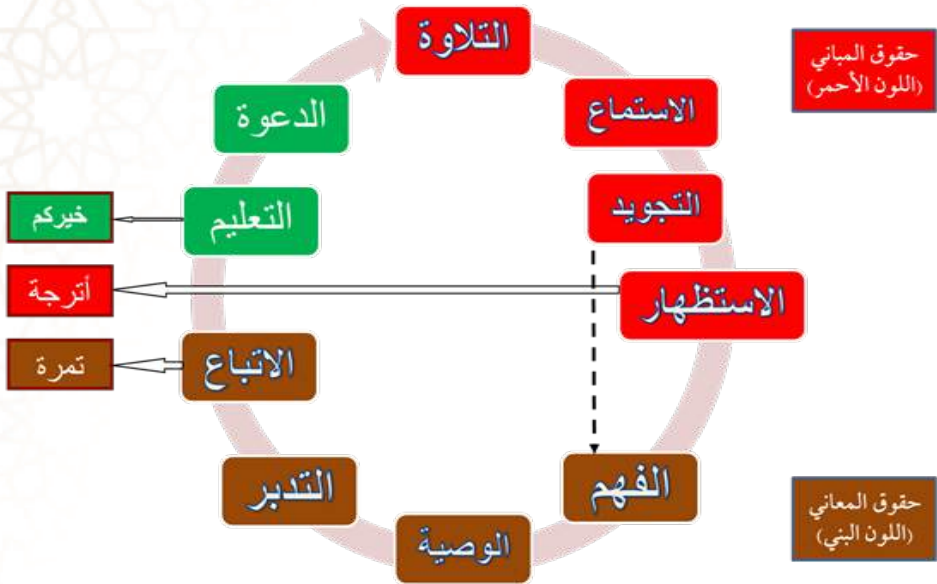 التلاوة
حقوق المباني
(اللون الأحمر)
الاستماع
الدعوة
التجويد
التعليم
خيركم
الاستظهار
أترجة
الاتباع
تمرة
الفهم
التدبر
الوصية
حقوق المعاني
(اللون البني)